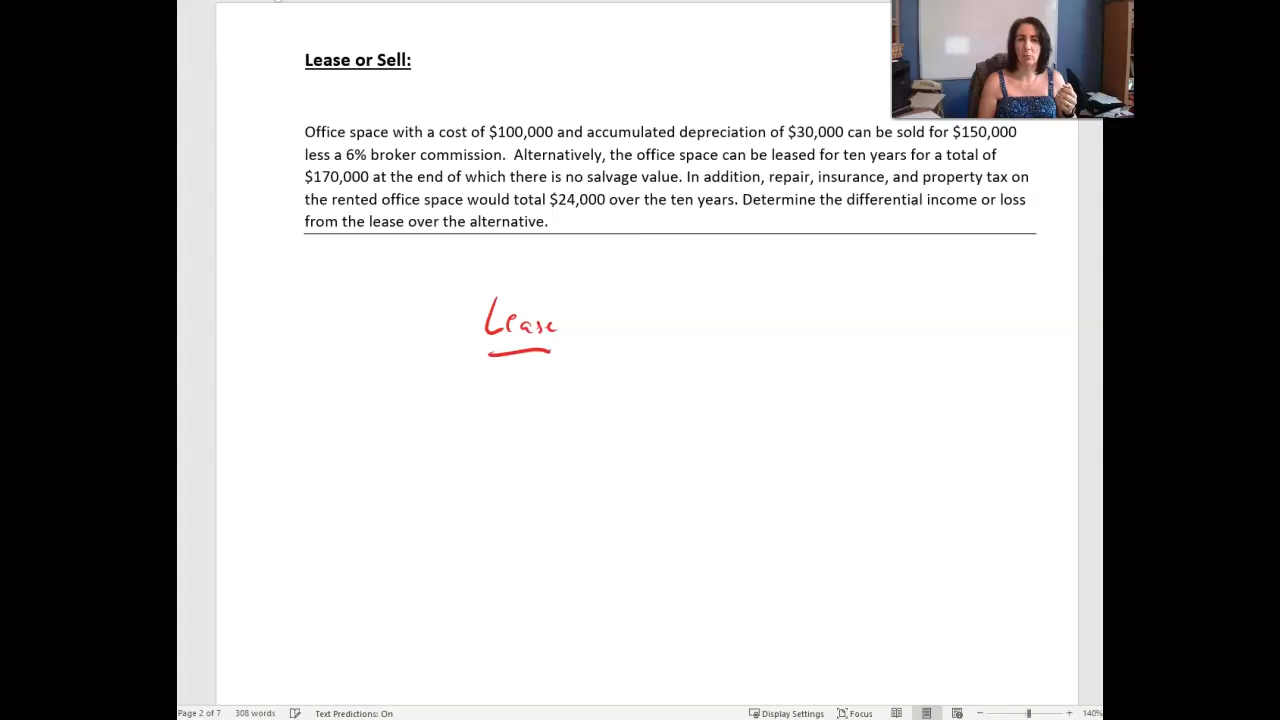 Lease or Sell:
Office space with a cost of $100,000 and accumulated depreciation of $30,000 can be sold for $150,000
less a 6% broker commission.  Alternatively, the office space can be leased for ten years for a total of
$170,000 at the end of which there is no salvage value. In addition, repair, insurance, and property tax on
the rented office space would total $24,000 over the ten years. Determine the differential income or loss
from the lease over the alternative.
Lease
Page 2 of 7 308 words Text Predictions: On Display Settings Focus 140%